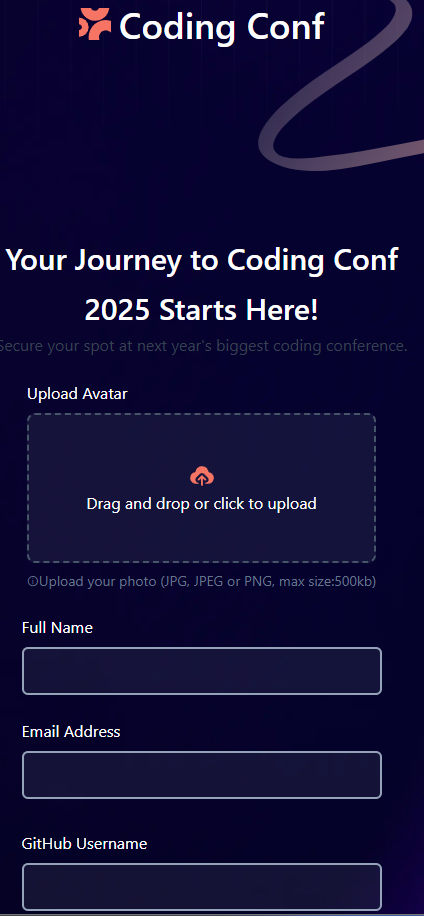 Coding Conf
Your Journey to Coding Conf
2025 Starts Here!
Secure your spot at next year's biggest coding conference.
Upload Avatar
Drag and drop or click to upload
Upload your photo (JPG, JPEG or PNG, max size:500kb)
Full Name
Email Address
GitHub Username